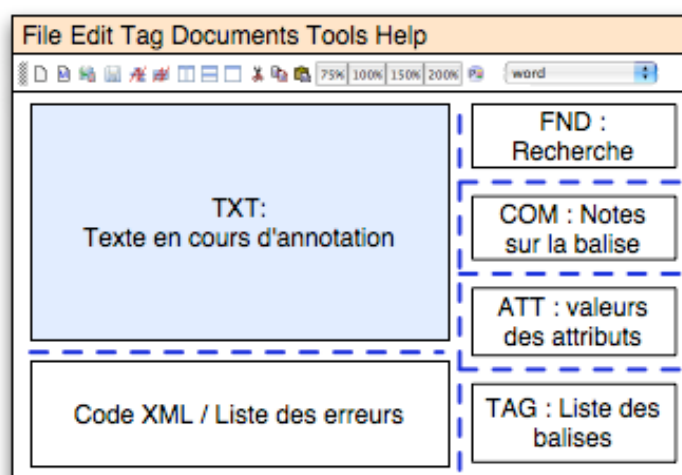 File Edit Tag Documents Tools Help
75% 100% 150% 200% word
TXT:
Texte en cours d'annotation
Code XML / Liste des erreurs
FND :
Recherche
COM : Notes
sur la balise
ATT : valeurs
des attributs
TAG : Liste des
balises